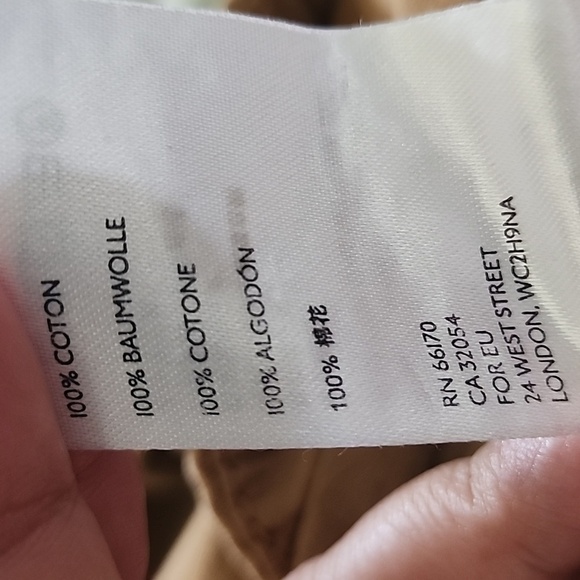 100% COTON
100% BAUMWOLLE
100% COTONE
100% ALGODÓN
100% 棉花
RN 66170
CA 32054
FOR EU
24 WEST STREET
LONDON, WC2H9NA